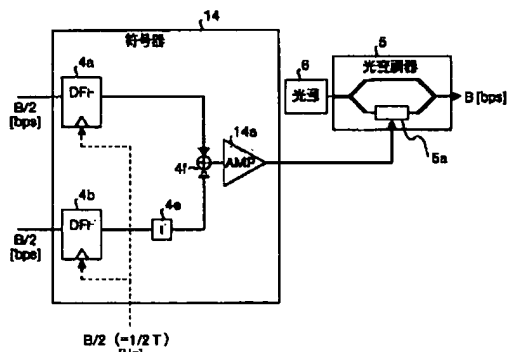 14
符号器
4a
DFF
B/2
[bps]
4b
DFF
B/2
[bps]
4e
T
4f
14a
AMP
6
光源
5
光変調器
5a
B [bps]
B/2 (=1/2T)